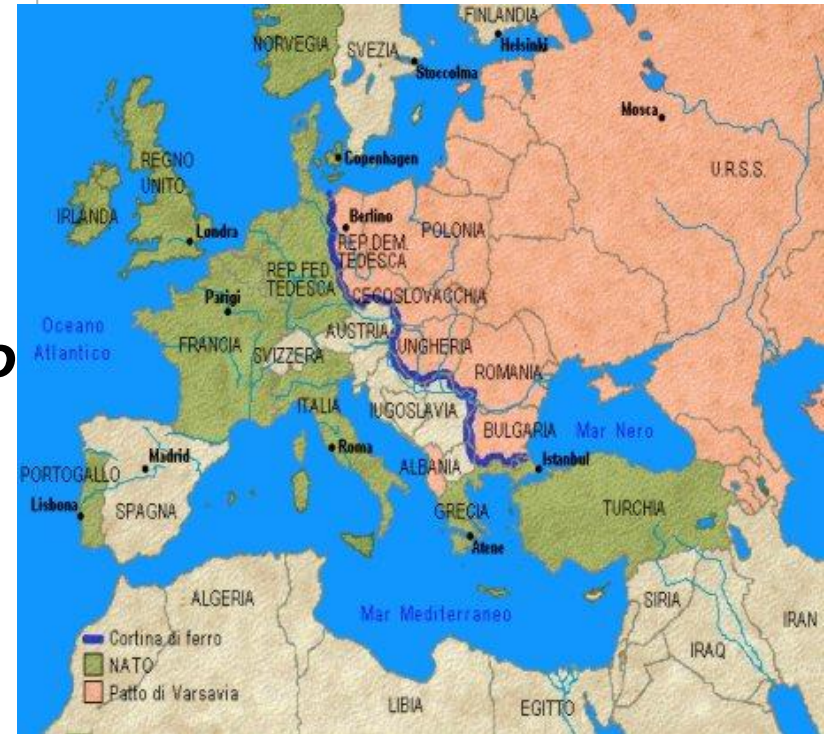 FINLANDIA
NORVEGIA
SVEZIA
Helsinki
Stoccolma
Mosca
U.R.S.S.
REGNO
UNITO
Copenhagen
IRLANDA
Londra
Berlino
REP.DEM.
TEDESCA
POLONIA
REP.FED.
TEDESCA
CECOSLOVACCHIA
Parigi
Oceano
Atlantico
FRANCIA
SVIZZERA
AUSTRIA
UNGHERIA
ROMANIA
o
ITALIA
IUGOSLAVIA
BULGARIA
Mar Nero
Roma
Madrid
PORTOGALLO
Lisbona
SPAGNA
ALBANIA
Istanbul
GRECIA
TURCHIA
Atene
ALGERIA
Mar Mediterraneo
SIRIA
IRAN
IRAQ
LIBIA
EGITTO
Cortina di ferro
NATO
Patto di Varsavia